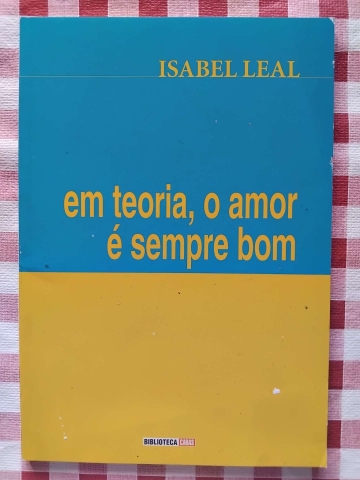 ISABEL LEAL
em teoria, o amor
é sempre bom
BIBLIOTECA CARAS